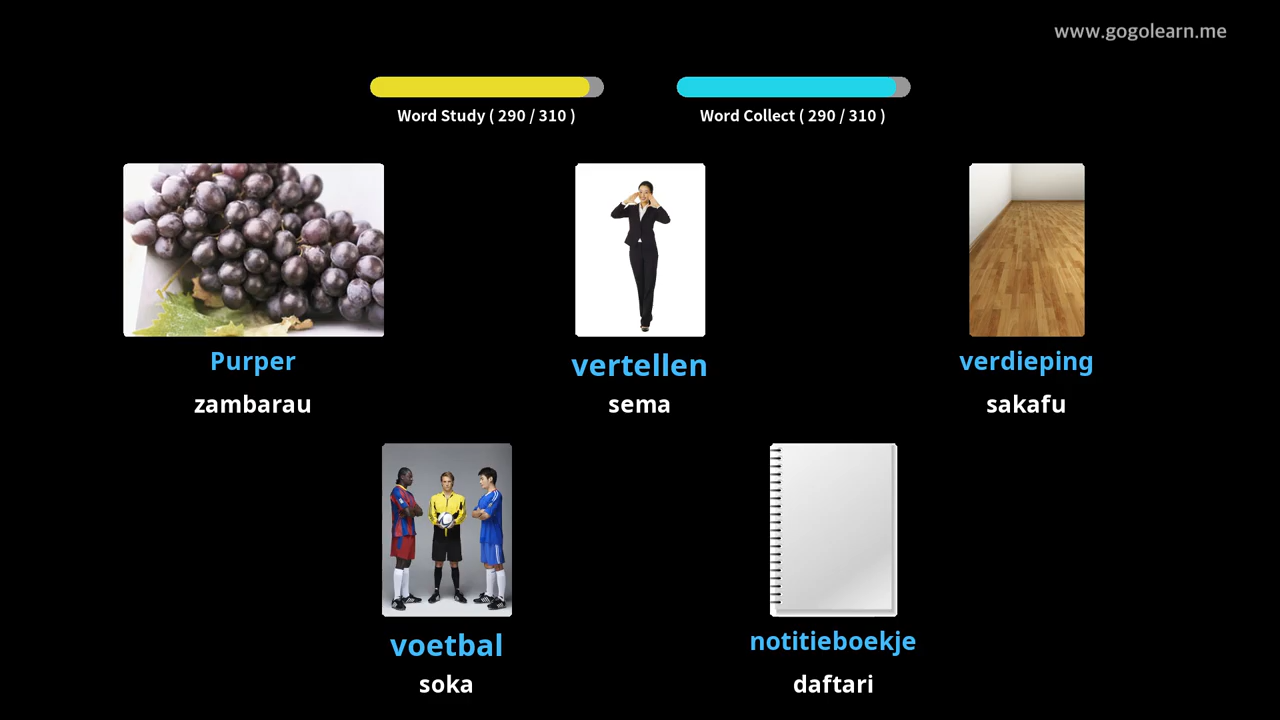 www.gogolearn.me
Word Study ( 290 / 310 )
Word Collect ( 290 / 310 )
Purper
zambarau
vertellen
sema
verdieping
sakafu
voetbal
soka
notitieboekje
daftari